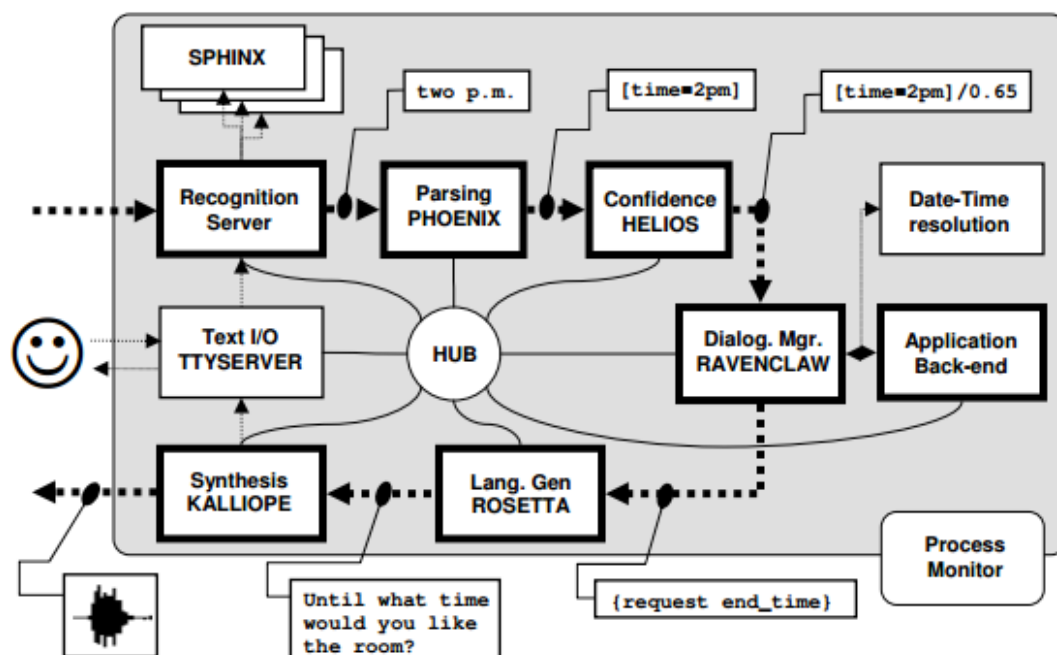 SPHINX
two p.m.
[time=2pm]
[time=2pm]/0.65
Recognition
Server
Parsing
PHOENIX
Confidence
HELIOS
Date-Time
resolution
Text I/O
TTYSERVER
HUB
Dialog. Mgr.
RAVENCLAW
Application
Back-end
Synthesis
KALLIOPE
Lang. Gen
ROSETTA
Process
Monitor
Until what time
would you like
the room?
{request end_time}